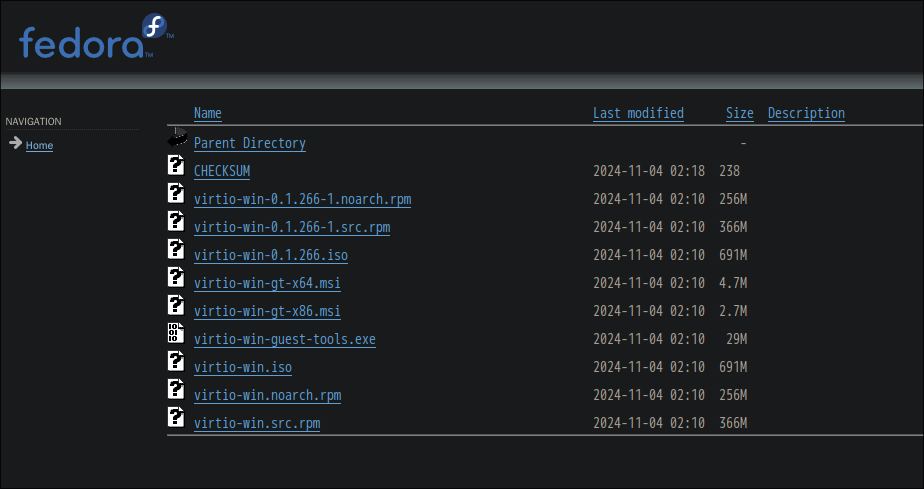 fedora™
NAVIGATION
Home
Name Last modified Size Description
Parent Directory -
CHECKSUM 2024-11-04 02:18 238
virtio-win-0.1.266-1.noarch.rpm 2024-11-04 02:10 256M
virtio-win-0.1.266-1.src.rpm 2024-11-04 02:10 366M
virtio-win-0.1.266.iso 2024-11-04 02:10 691M
virtio-win-gt-x64.msi 2024-11-04 02:10 4.7M
virtio-win-gt-x86.msi 2024-11-04 02:10 2.7M
virtio-win-guest-tools.exe 2024-11-04 02:10 29M
virtio-win.iso 2024-11-04 02:10 691M
virtio-win.noarch.rpm 2024-11-04 02:10 256M
virtio-win.src.rpm 2024-11-04 02:10 366M